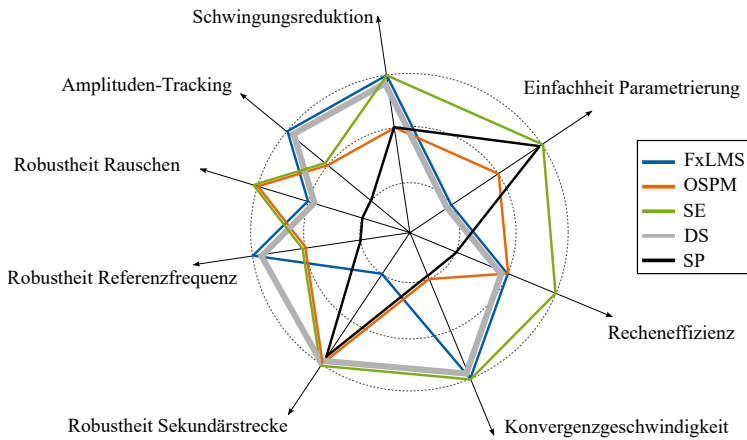 Schwingungsreduktion
Amplituden-Tracking
Einfachheit Parametrierung
Robustheit Rauschen
FxLMS
OSPM
SE
DS
SP
Robustheit Referenzfrequenz
Recheneffizienz
Robustheit Sekundärstrecke
Konvergenzgeschwindigkeit